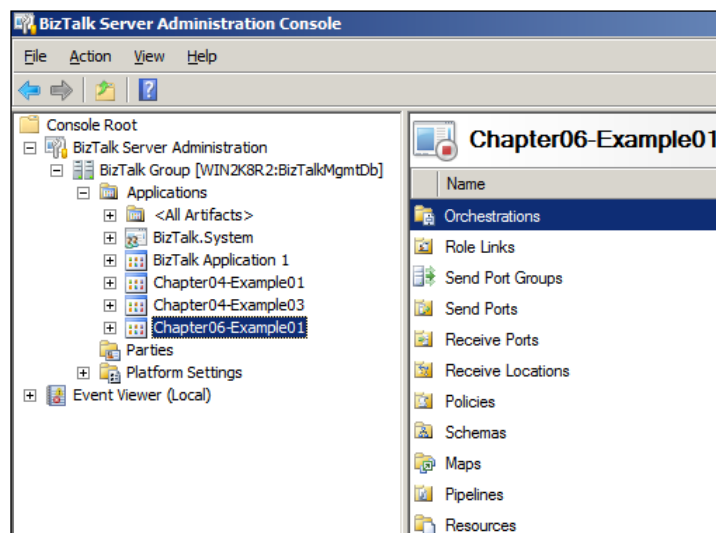 BizTalk Server Administration Console
File Action View Help
Console Root
BizTalk Server Administration
BizTalk Group [WIN2K8R2:BizTalkMgmtDb]
Applications
<All Artifacts>
BizTalk.System
BizTalk Application 1
Chapter04-Example01
Chapter04-Example03
Chapter06-Example01
Parties
Platform Settings
Event Viewer (Local)
Chapter06-Example01
Name
Orchestrations
Role Links
Send Port Groups
Send Ports
Receive Ports
Receive Locations
Policies
Schemas
Maps
Pipelines
Resources